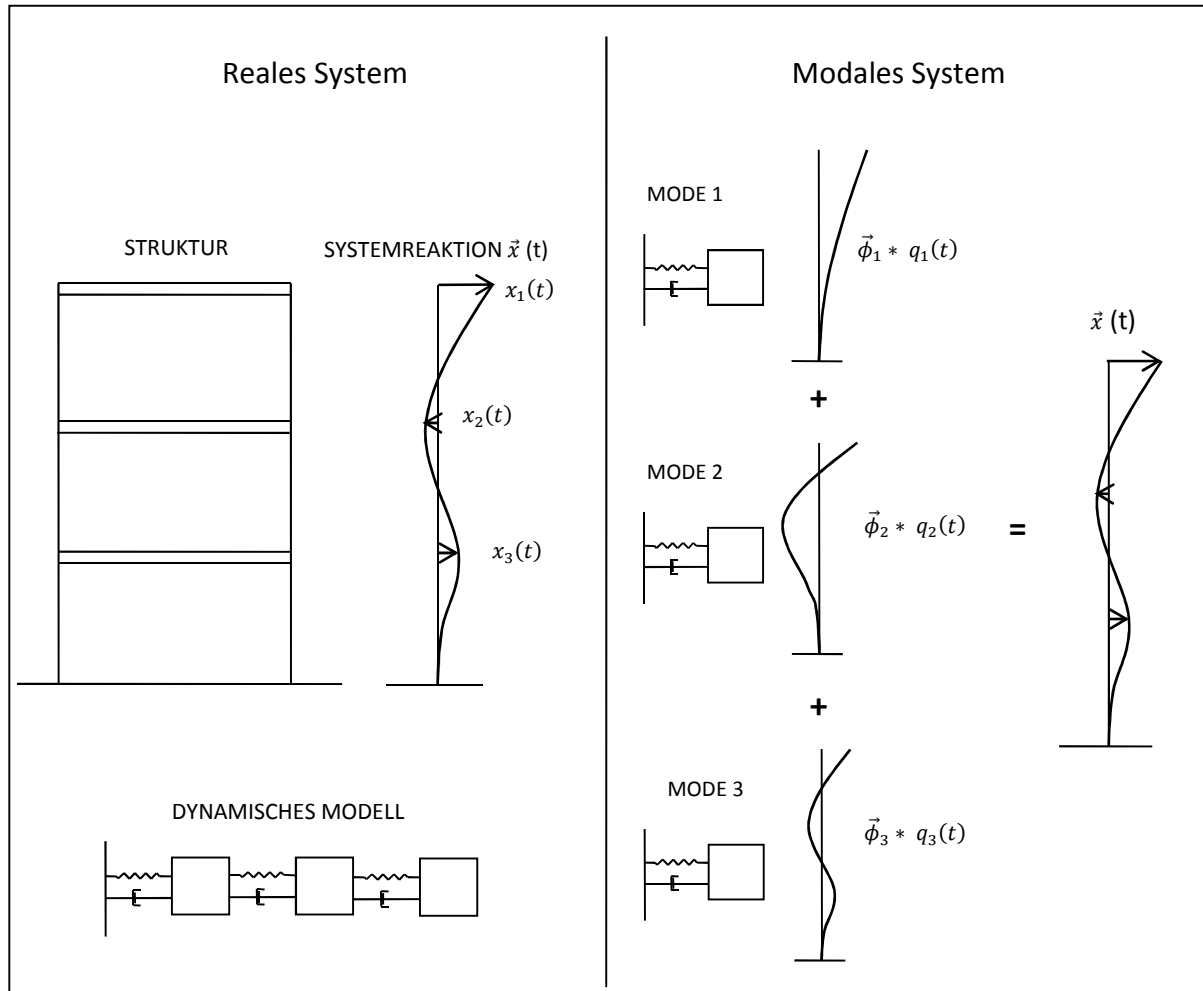 Reales System
STRUKTUR
SYSTEMREAKTION x⃗ (t)
x₁(t)
x₂(t)
x₃(t)
DYNAMISCHES MODELL
Modales System
MODE 1
ϕ⃗₁ * q₁(t)
+
MODE 2
ϕ⃗₂ * q₂(t)
+
MODE 3
ϕ⃗₃ * q₃(t)
=
x⃗ (t)